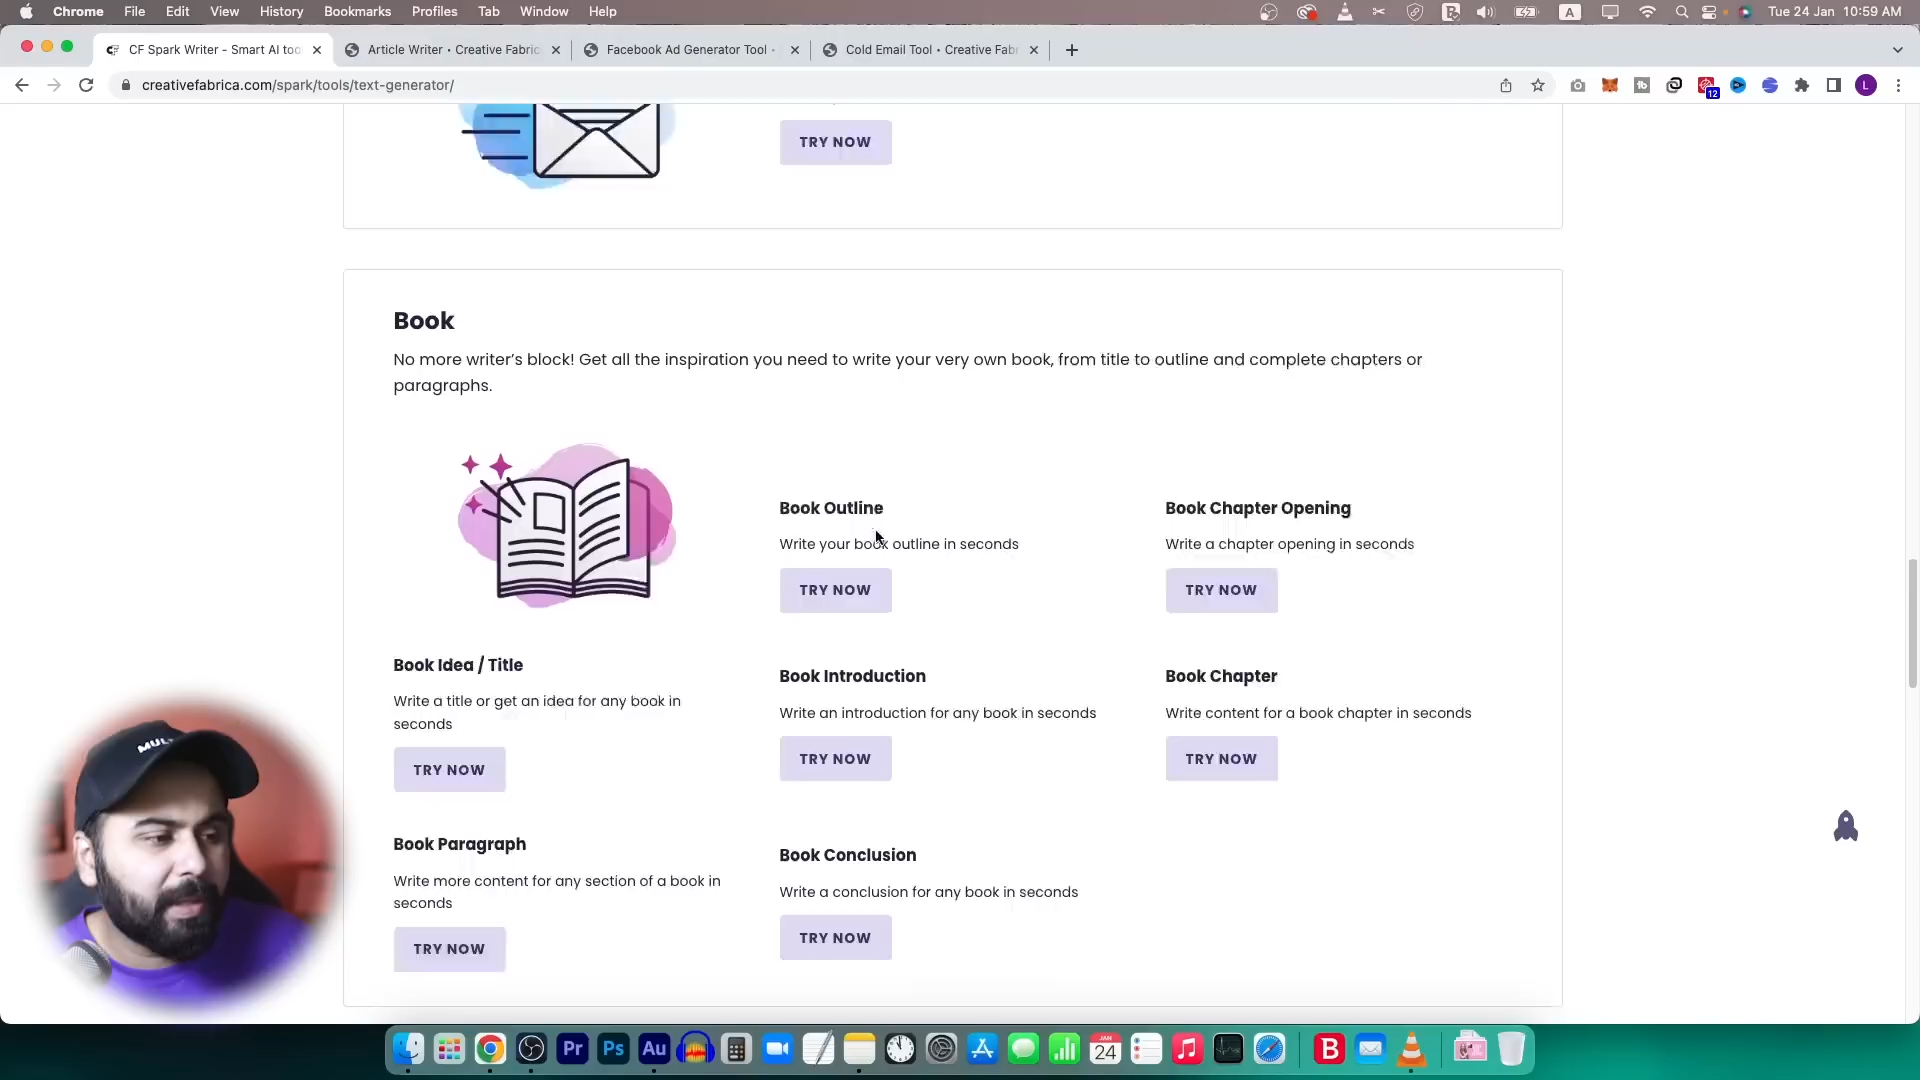 Chrome File Edit View History Bookmarks Profiles Tab Window Help
A
Tue 24 Jan 10:59 AM
CF Spark Writer - Smart AI too
Article Writer • Creative Fabric
Facebook Ad Generator Tool •
Cold Email Tool • Creative Fabr
creativefabrica.com/spark/tools/text-generator/
12
L
TRY NOW
Book
No more writer’s block! Get all the inspiration you need to write your very own book, from title to outline and complete chapters or
paragraphs.
Book Outline
Write your book outline in seconds
TRY NOW
Book Chapter Opening
Write a chapter opening in seconds
TRY NOW
Book Idea / Title
Write a title or get an idea for any book in
seconds
TRY NOW
Book Introduction
Write an introduction for any book in seconds
TRY NOW
Book Chapter
Write content for a book chapter in seconds
TRY NOW
Book Paragraph
Write more content for any section of a book in
seconds
TRY NOW
Book Conclusion
Write a conclusion for any book in seconds
TRY NOW
MUL
Pr
Ps
Au
JAN
24
B